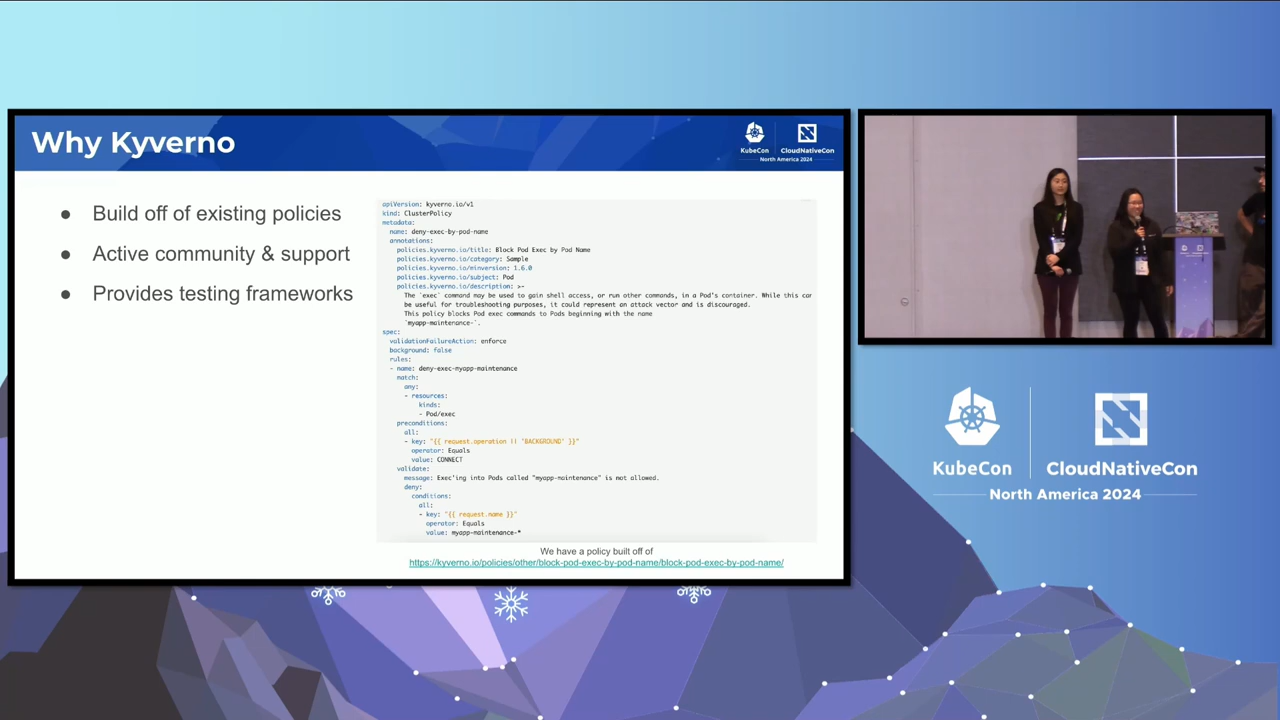 Why Kyverno
KubeCon
CloudNativeCon
North America 2024
● Build off of existing policies
● Active community & support
● Provides testing frameworks
apiVersion: kyverno.io/v1
kind: ClusterPolicy
metadata:
name: deny-exec-by-pod-name
annotations:
policies.kyverno.io/title: Block Pod Exec by Pod Name
policies.kyverno.io/category: Sample
policies.kyverno.io/minversion: 1.6.0
policies.kyverno.io/subject: Pod
policies.kyverno.io/description: >-
The `exec` command may be used to gain shell access, or run other commands, in a Pod's container. While this can
be useful for troubleshooting purposes, it could represent an attack vector and is discouraged.
This policy blocks Pod exec commands to Pods beginning with the name
`myapp-maintenance-`.
spec:
validationFailureAction: enforce
background: false
rules:
- name: deny-exec-myapp-maintenance
match:
any:
- resources:
kinds:
- Pod/exec
preconditions:
all:
- key: "{{ request.operation || 'BACKGROUND' }}"
operator: Equals
value: CONNECT
validate:
message: Exec'ing into Pods called "myapp-maintenance" is not allowed.
deny:
conditions:
all:
- key: "{{ request.name }}"
operator: Equals
value: myapp-maintenance-*
We have a policy built off of
https://kyverno.io/policies/other/block-pod-exec-by-pod-name/block-pod-exec-by-pod-name/
KubeCon
CloudNativeCon
North America 2024